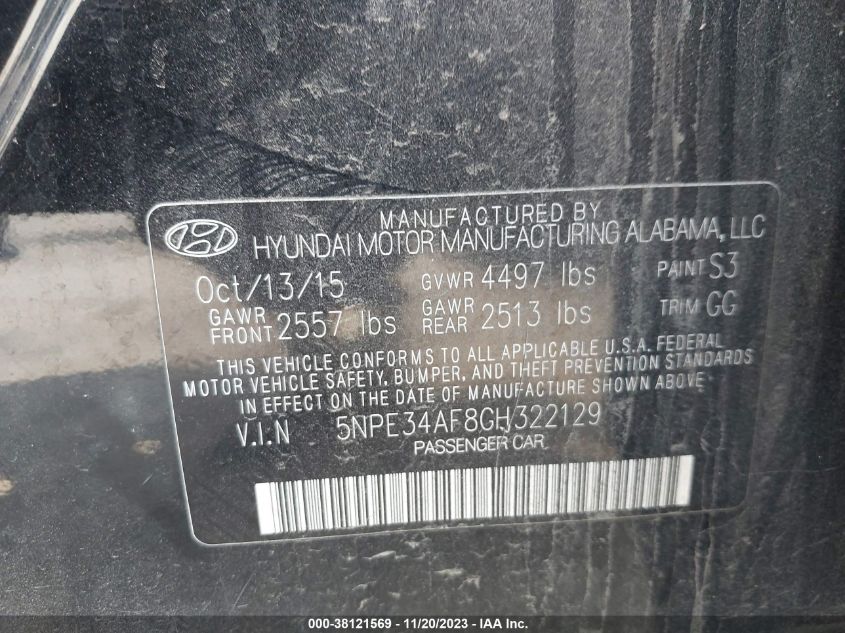 MANUFACTURED BY
HYUNDAI MOTOR MANUFACTURING ALABAMA, LLC
Oct/13/15 GVWR 4497 lbs PAINT S3
GAWR FRONT 2557 lbs GAWR REAR 2513 lbs TRIM GG
THIS VEHICLE CONFORMS TO ALL APPLICABLE U.S.A. FEDERAL
MOTOR VEHICLE SAFETY, BUMPER, AND THEFT PREVENTION STANDARDS
IN EFFECT ON THE DATE OF MANUFACTURE SHOWN ABOVE
V.I.N 5NPE34AF8GH322129
PASSENGER CAR
000-38121569 - 11/20/2023 - IAA Inc.